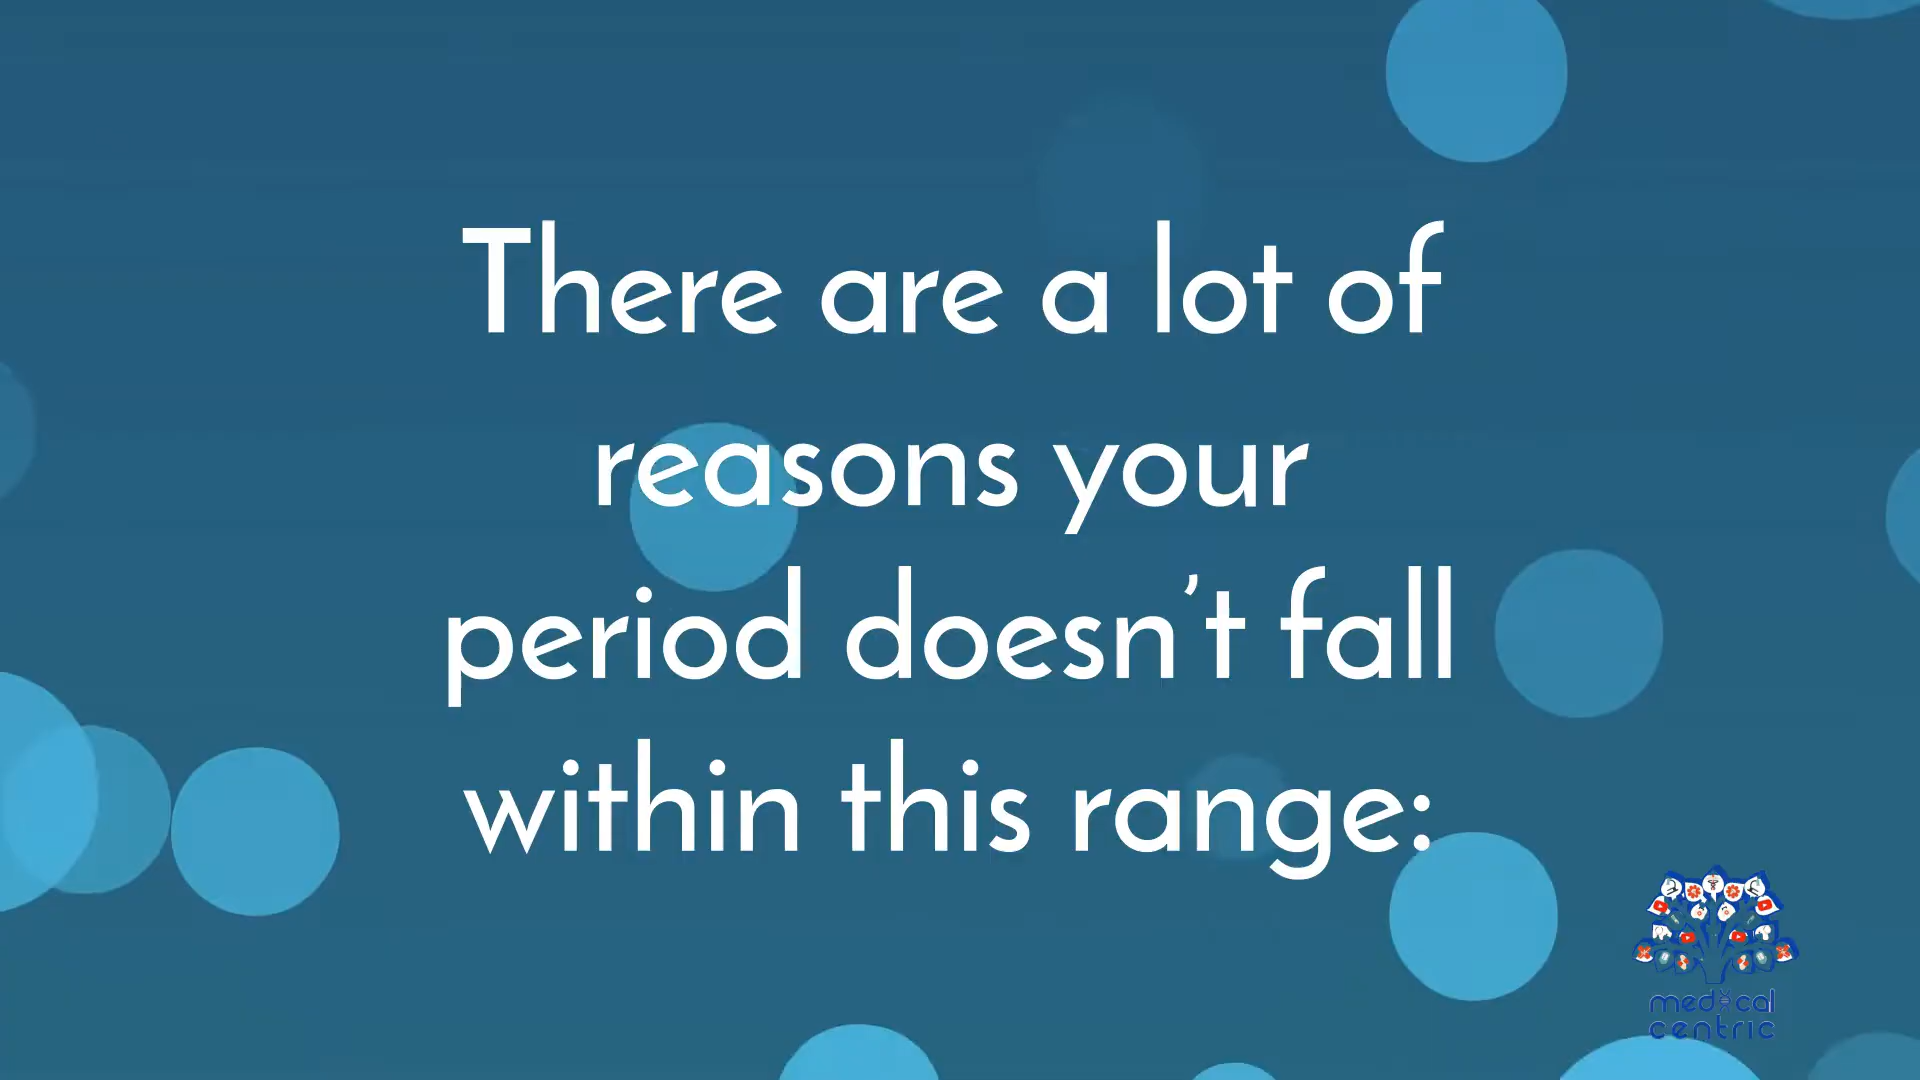 There are a lot of
reasons your
period doesn't fall
within this range:
medical
centric